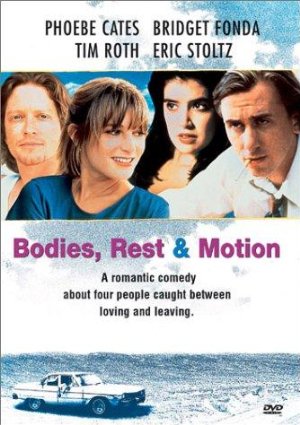 PHOEBE CATES BRIDGET FONDA
TIM ROTH ERIC STOLTZ
Bodies, Rest & Motion
A romantic comedy
about four people caught between
loving and leaving.
DVD